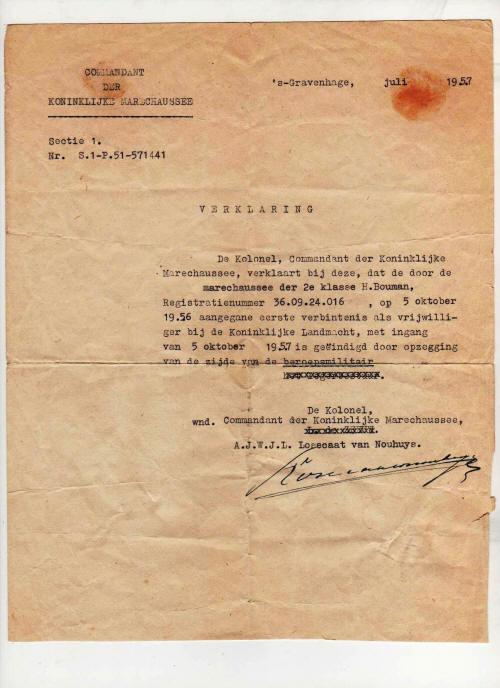 COMMANDANT
DER
KONINKLIJKE MARECHAUSSEE
's-Gravenhage, juli 1957
Sectie 1.
Nr. S.1-P.51-571441
VERKLARING
De Kolonel, Commandant der Koninklijke
Marechaussee, verklaart bij deze, dat de door de
marechaussee der 2e klasse H.Bouman,
Registratienummer 36.09.24.016 , op 5 oktober
19.56 aangegane eerste verbintenis als vrijwilli-
ger bij de Koninklijke Landmacht, met ingang
van 5 oktober 1957 is geëindigd door opzegging
van de zijde van de beroepsmilitair
De Kolonel,
wnd. Commandant der Koninklijke Marechaussee,
A.J.W.J.L. Losecaat van Nouhuys.